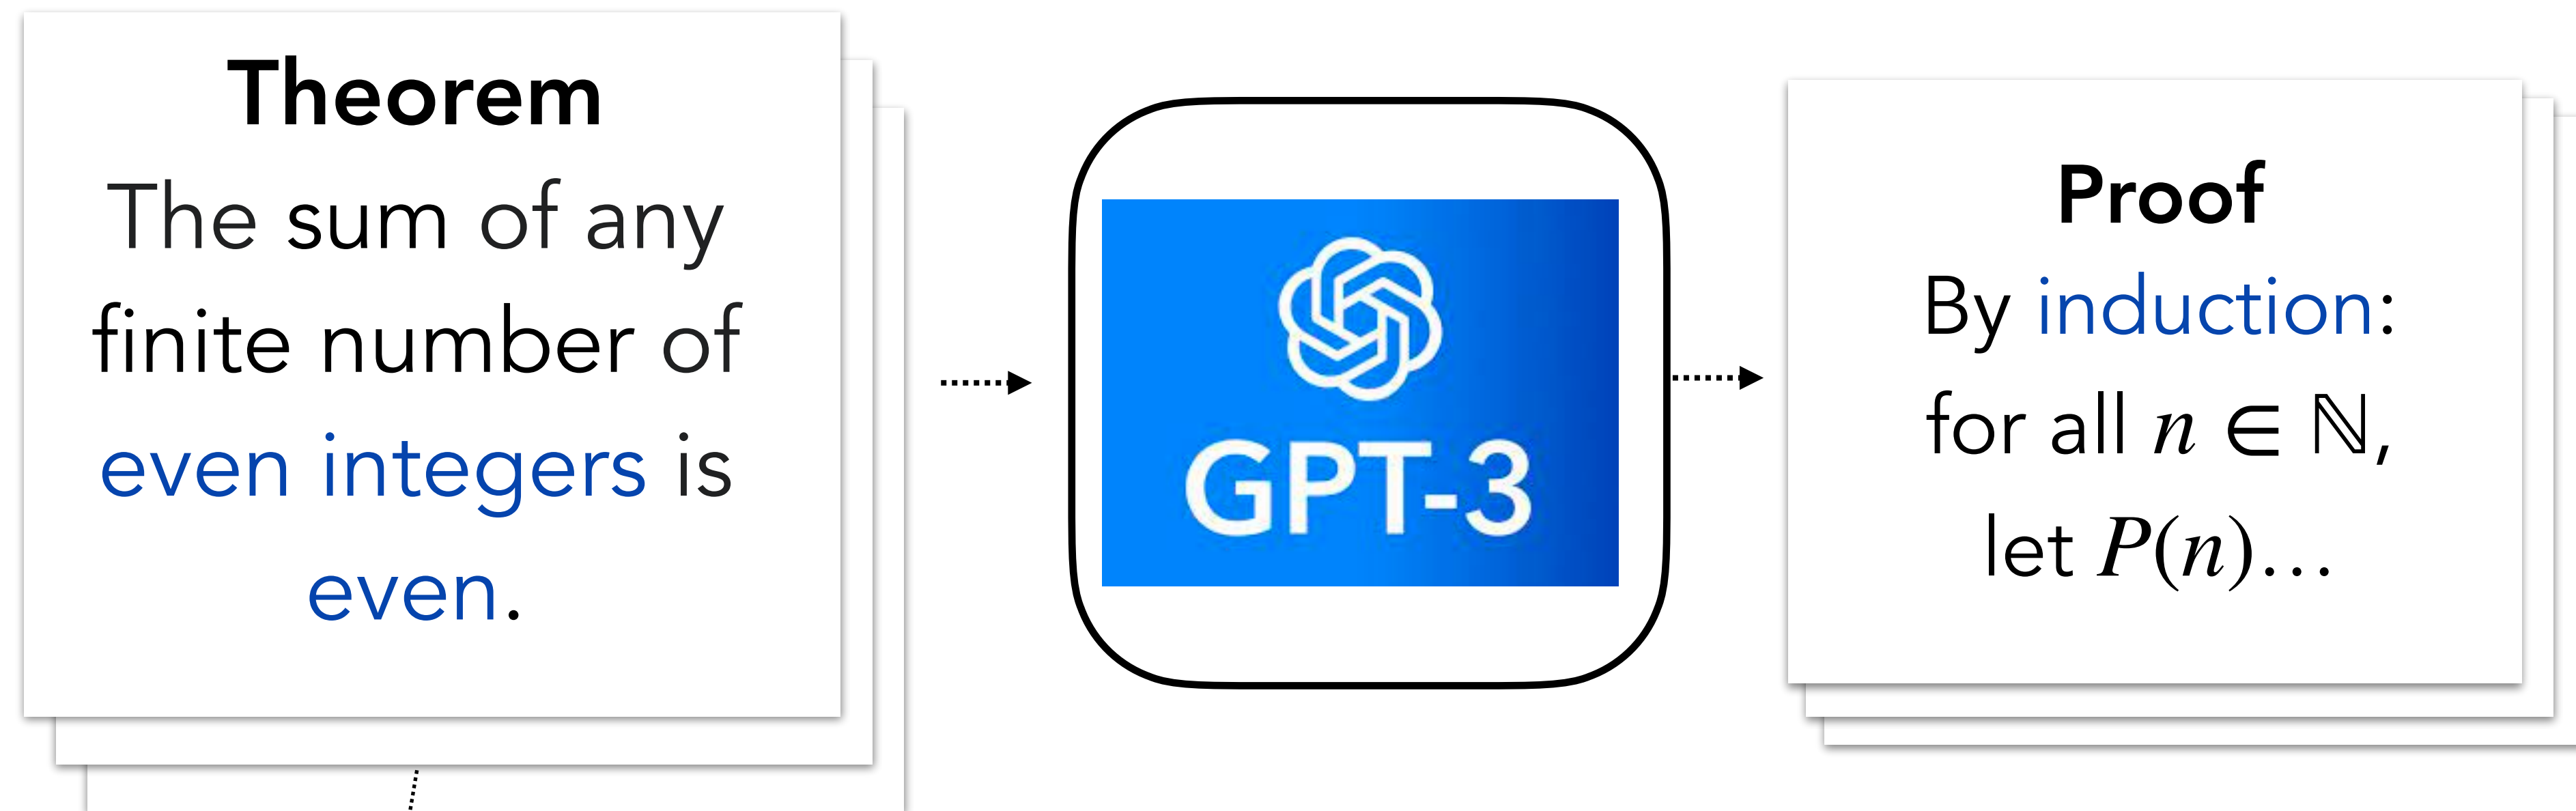 Theorem
The sum of any
finite number of
even integers is
even.
GPT-3
Proof
By induction:
for all n ∈ ℕ,
let P(n)…